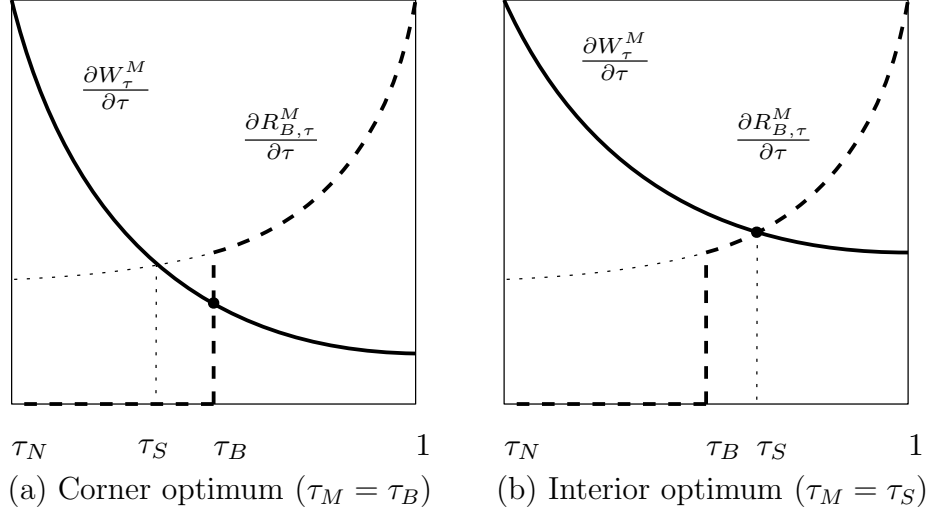 ∂W_τ^M/∂τ
∂R_{B,τ}^M/∂τ
τ_N τ_S τ_B 1
(a) Corner optimum (τ_M = τ_B)
∂W_τ^M/∂τ
∂R_{B,τ}^M/∂τ
τ_N τ_B τ_S 1
(b) Interior optimum (τ_M = τ_S)